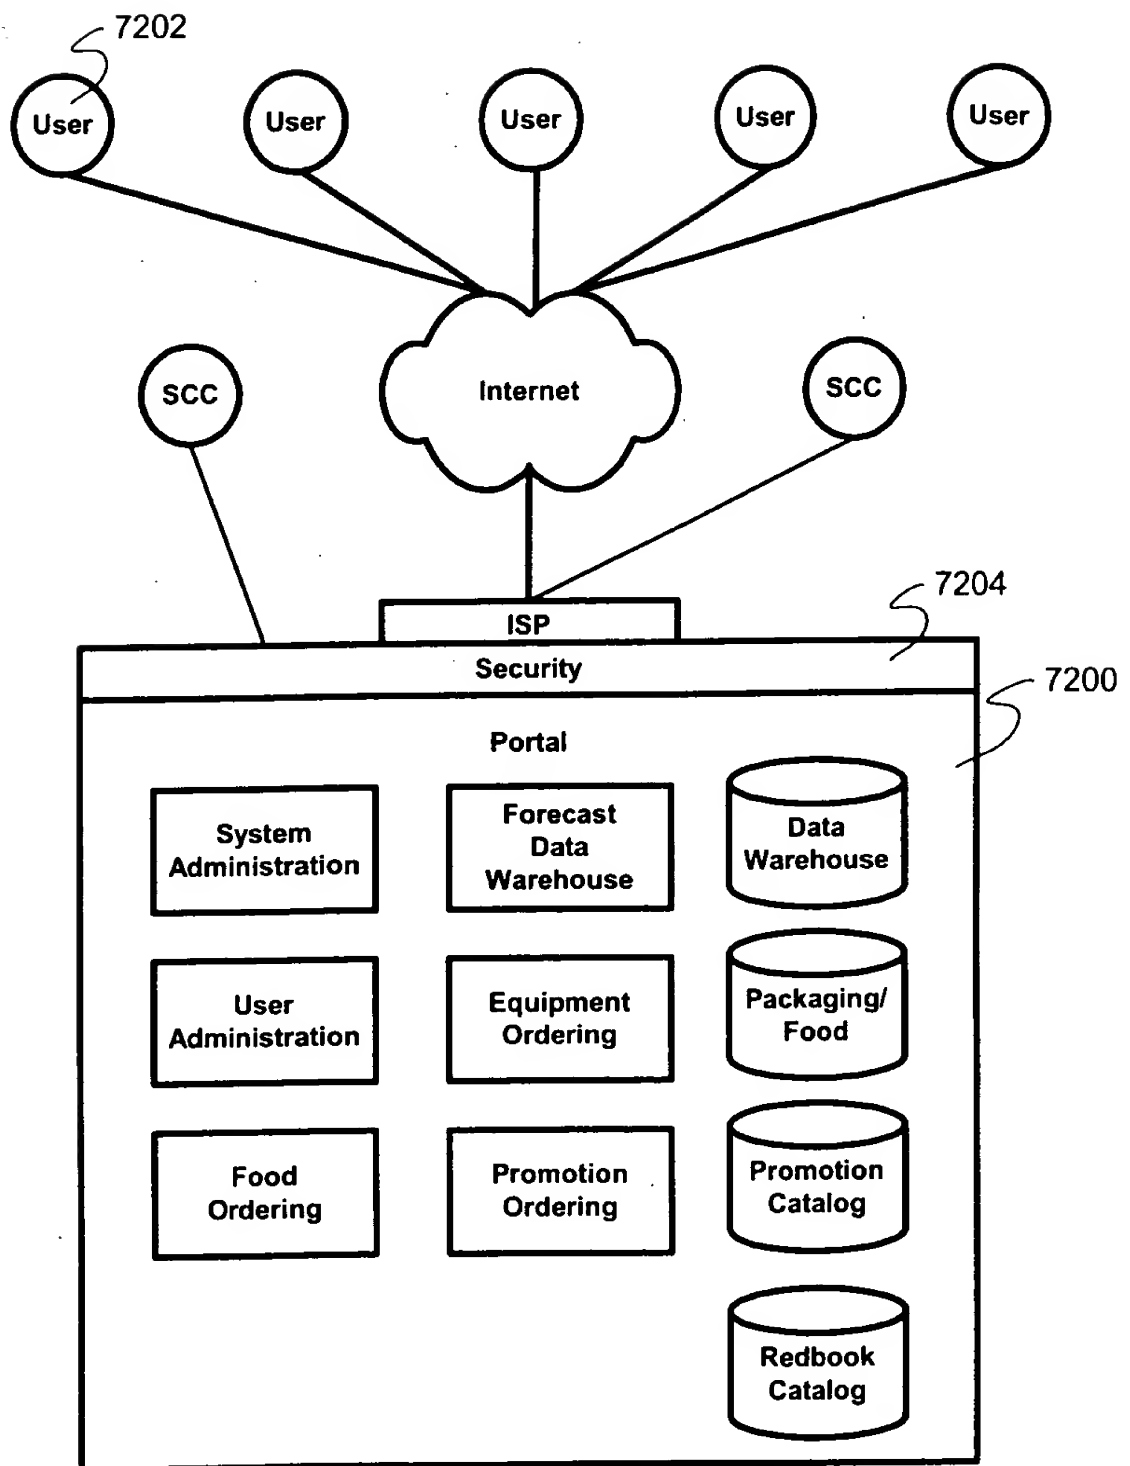 7202
User
User
User
User
User
Internet
SCC
SCC
7204
ISP
Security
7200
Portal
System
Administration
Forecast
Data
Warehouse
Data
Warehouse
User
Administration
Equipment
Ordering
Packaging/
Food
Food
Ordering
Promotion
Ordering
Promotion
Catalog
Redbook
Catalog